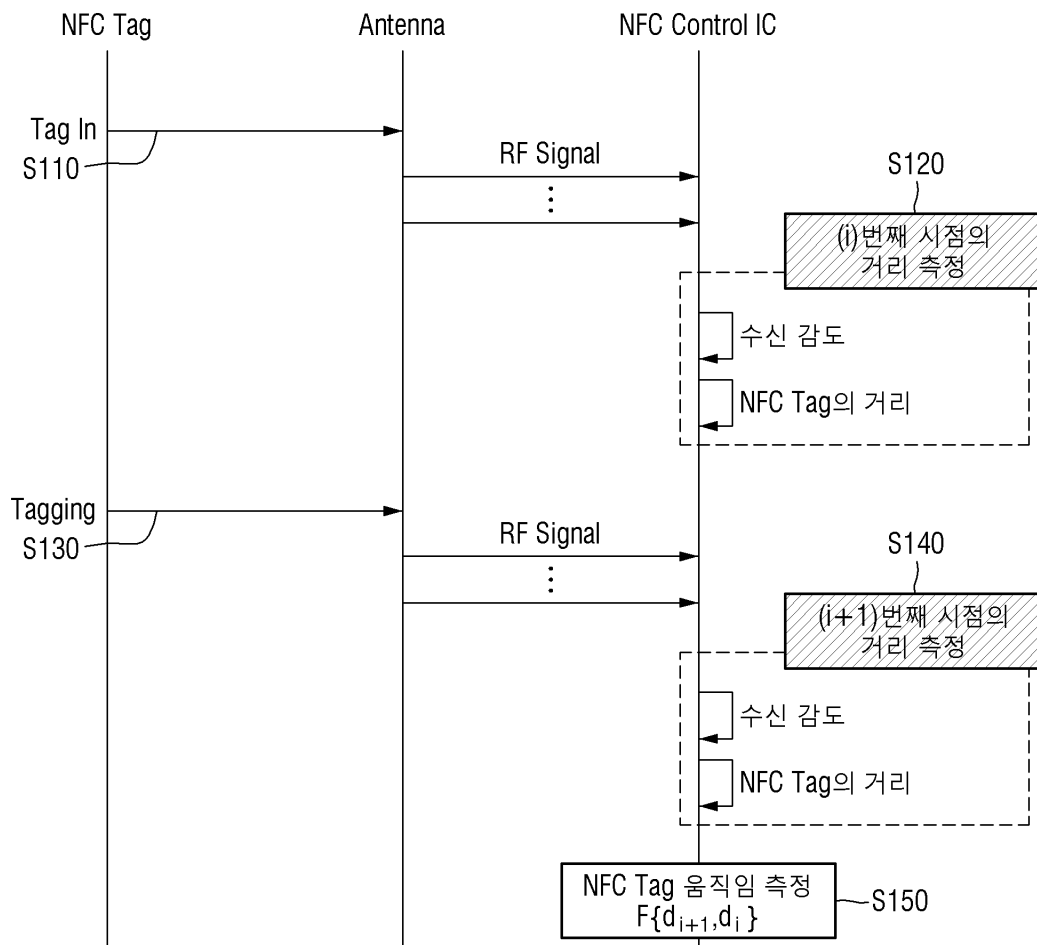 NFC Tag
Antenna
NFC Control IC
Tag In
S110
RF Signal
⋮
S120
(i)번째 시점의
거리 측정
수신 감도
NFC Tag의 거리
Tagging
S130
RF Signal
⋮
S140
(i+1)번째 시점의
거리 측정
수신 감도
NFC Tag의 거리
NFC Tag 움직임 측정
F{d_{i+1},d_i}
S150